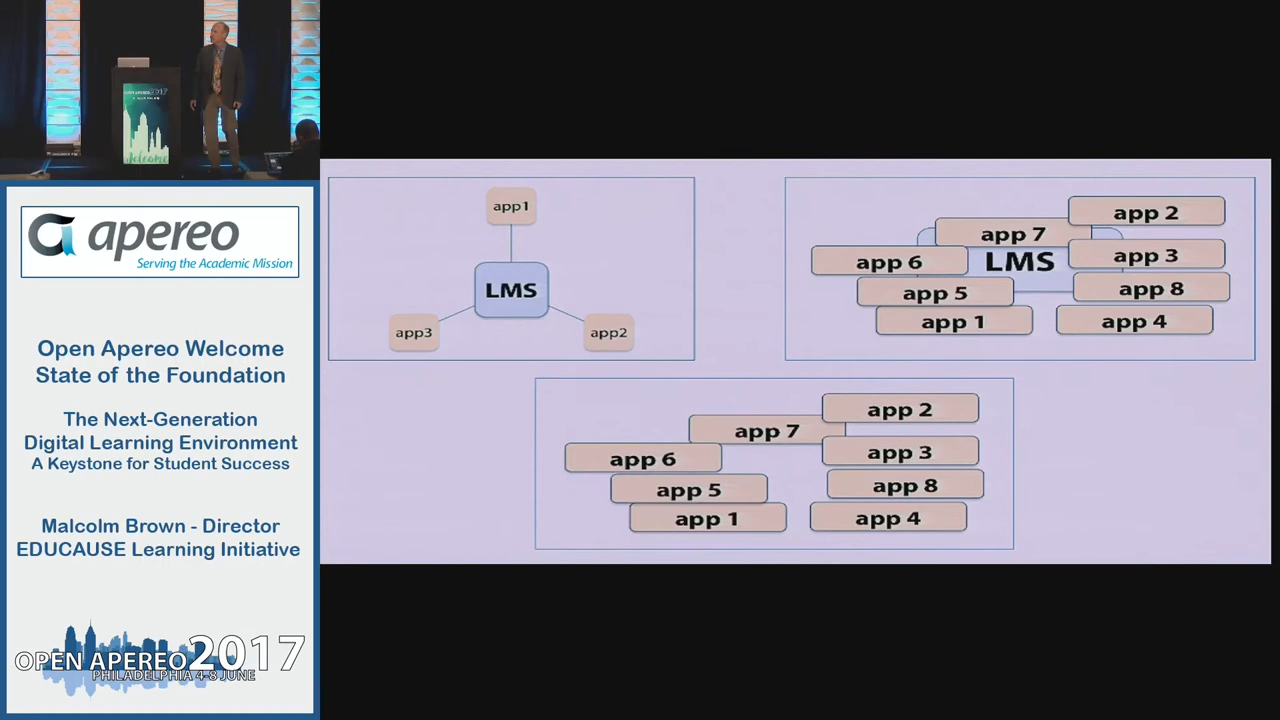 Welcome
apereo
Serving the Academic Mission
Open Apereo Welcome
State of the Foundation
The Next-Generation
Digital Learning Environment
A Keystone for Student Success
Malcolm Brown - Director
EDUCAUSE Learning Initiative
OPEN APEREO 2017
PHILADELPHIA 4-8 JUNE
app1
LMS
app3
app2
app 2
app 7
app 3
app 6
LMS
app 8
app 5
app 1
app 4
app 2
app 7
app 3
app 6
app 8
app 5
app 1
app 4